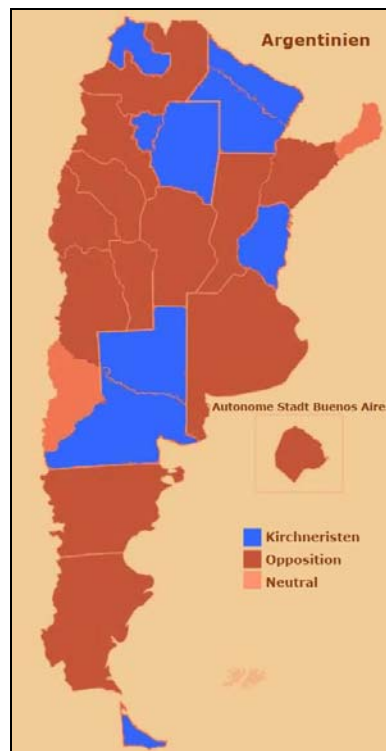 Argentinien
Autonome Stadt Buenos Aire
Kirchneristen
Opposition
Neutral